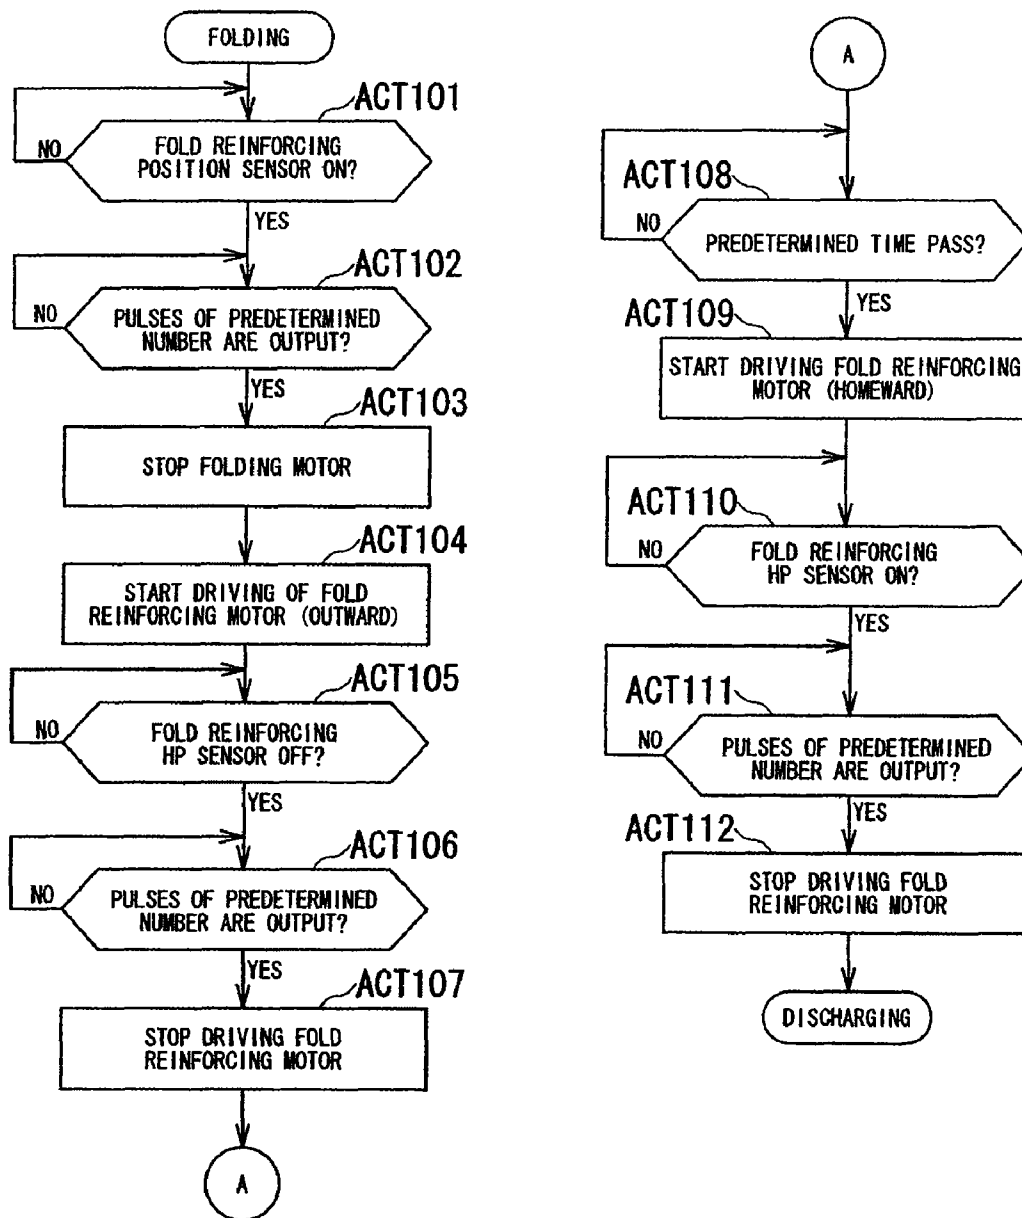 FOLDING
ACT101
FOLD REINFORCING
POSITION SENSOR ON?
NO
YES
ACT102
PULSES OF PREDETERMINED
NUMBER ARE OUTPUT?
NO
YES
ACT103
STOP FOLDING MOTOR
ACT104
START DRIVING OF FOLD
REINFORCING MOTOR (OUTWARD)
ACT105
FOLD REINFORCING
HP SENSOR OFF?
NO
YES
ACT106
PULSES OF PREDETERMINED
NUMBER ARE OUTPUT?
NO
YES
ACT107
STOP DRIVING FOLD
REINFORCING MOTOR
A
A
ACT108
NO
PREDETERMINED TIME PASS?
YES
ACT109
START DRIVING FOLD REINFORCING
MOTOR (HOMEWARD)
ACT110
NO
FOLD REINFORCING
HP SENSOR ON?
YES
ACT111
NO
PULSES OF PREDETERMINED
NUMBER ARE OUTPUT?
YES
ACT112
STOP DRIVING FOLD
REINFORCING MOTOR
DISCHARGING